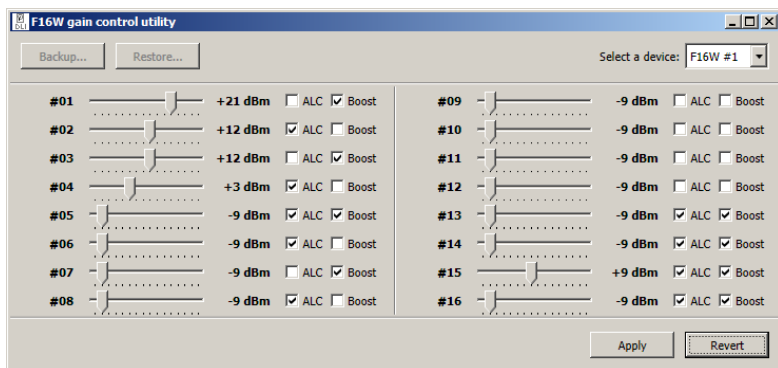 F16W gain control utility
Backup... Restore... Select a device: F16W #1
#01 +21 dBm ALC Boost #09 -9 dBm ALC Boost
#02 +12 dBm ALC Boost #10 -9 dBm ALC Boost
#03 +12 dBm ALC Boost #11 -9 dBm ALC Boost
#04 +3 dBm ALC Boost #12 -9 dBm ALC Boost
#05 -9 dBm ALC Boost #13 -9 dBm ALC Boost
#06 -9 dBm ALC Boost #14 -9 dBm ALC Boost
#07 -9 dBm ALC Boost #15 +9 dBm ALC Boost
#08 -9 dBm ALC Boost #16 -9 dBm ALC Boost
Apply Revert